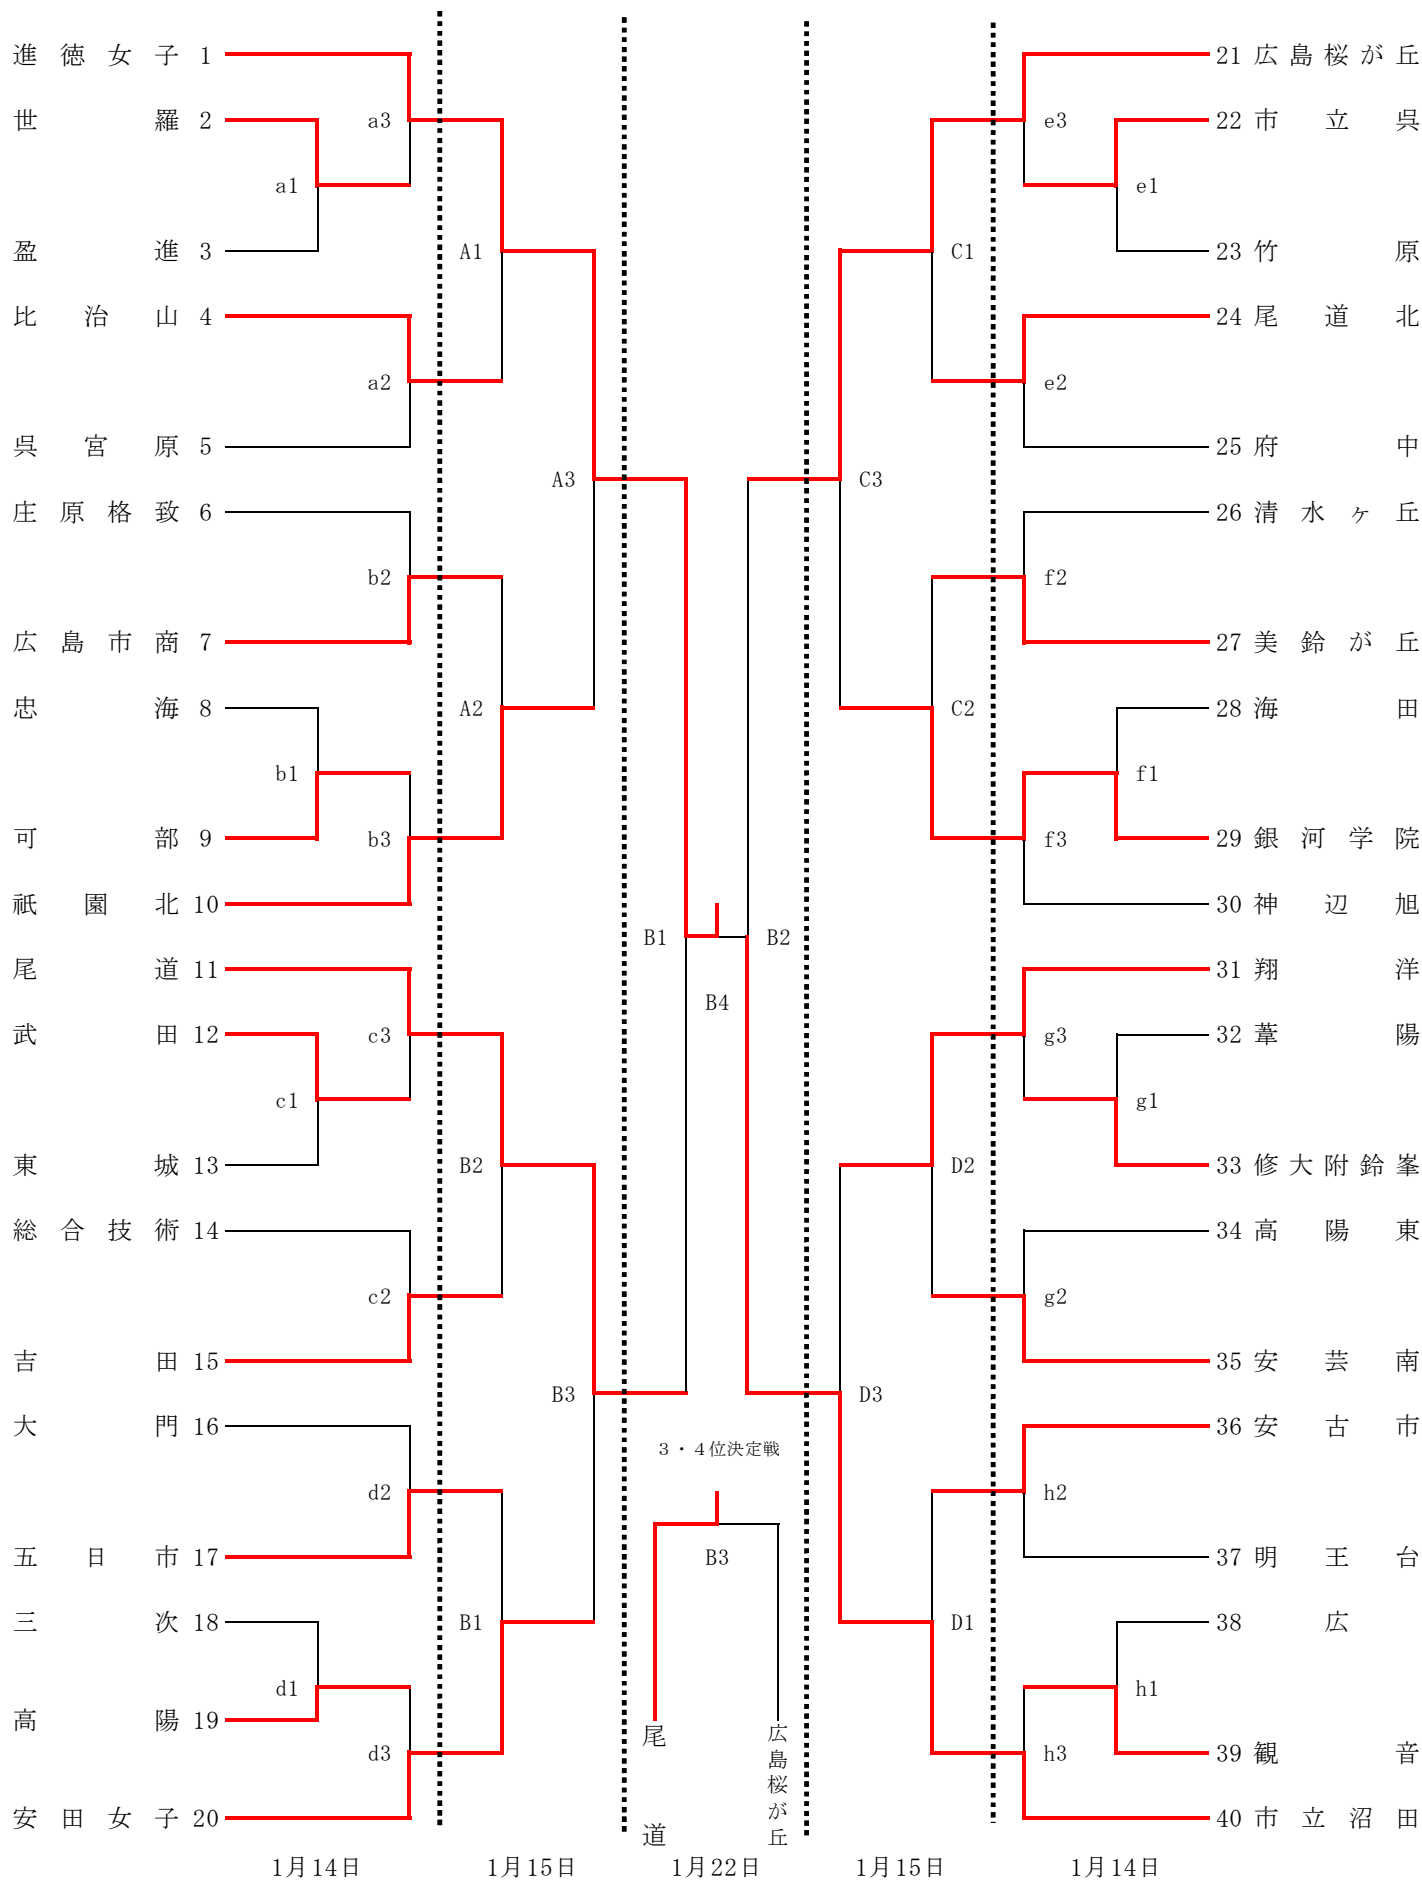 進徳女子 1
世羅 2
盈進 3
比治山 4
呉宮原 5
庄原格致 6
広島市商 7
忠海 8
可部 9
祇園北 10
尾道 11
武田 12
東城 13
総合技術 14
吉田 15
大門 16
五日市 17
三次 18
高陽 19
安田女子 20
a3
a1
a2
b2
b1
b3
c3
c1
c2
d2
d1
d3
A1
A2
B2
B1
A3
B3
B1
B2
B4
3・4位決定戦
B3
尾道
広島桜が丘
C3
D3
C1
C2
D2
D1
e3
e1
e2
f2
f1
f3
g3
g1
g2
h2
h1
h3
21 広島桜が丘
22 市立呉
23 竹原
24 尾道北
25 府中
26 清水ヶ丘
27 美鈴が丘
28 海田
29 銀河学院
30 神辺旭
31 翔洋
32 葦陽
33 修大附鈴峯
34 高陽東
35 安芸南
36 安古市
37 明王台
38 広
39 観音
40 市立沼田
1月14日
1月15日
1月22日
1月15日
1月14日